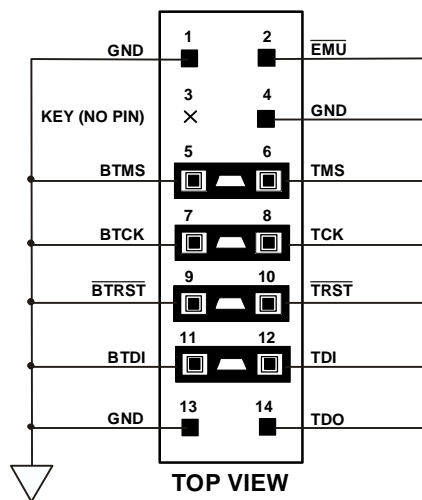 1 2
GND EMU
3 4
KEY (NO PIN) GND
5 6
BTMS TMS
7 8
BTCK TCK
9 10
BTRST TRST
11 12
BTDI TDI
13 14
GND TDO
TOP VIEW